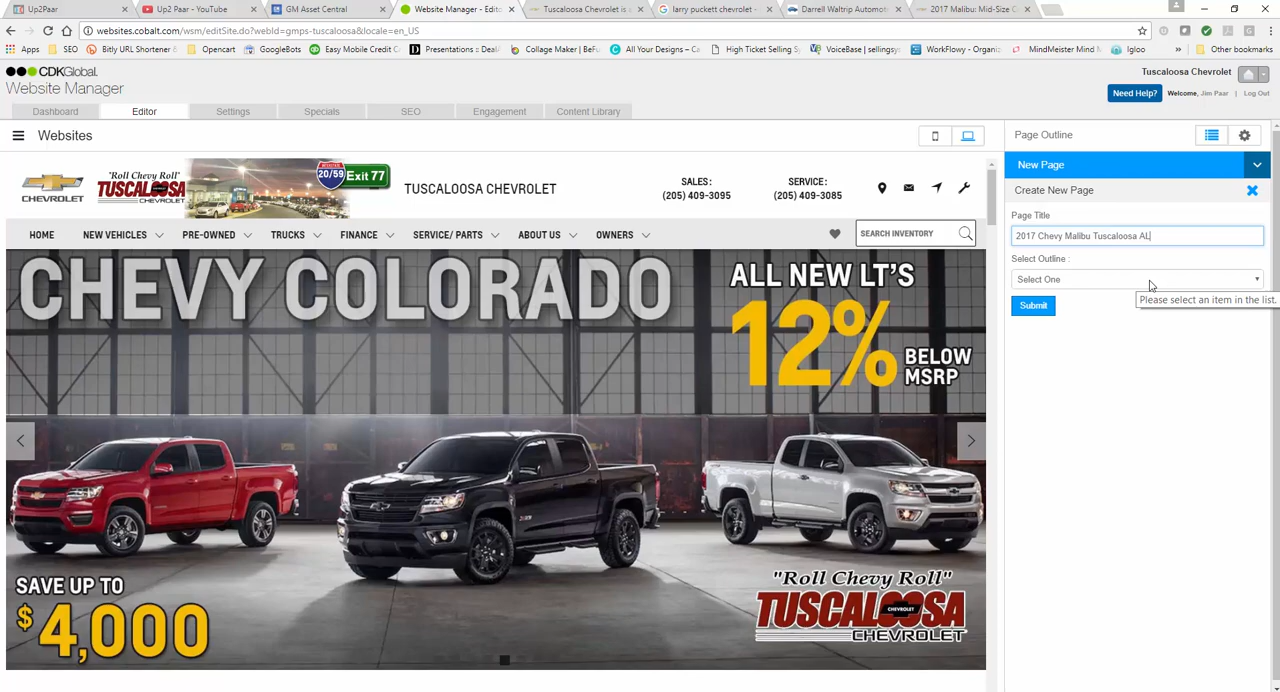 Up2Paar
Up2 Paar - YouTube
GM Asset Central
Website Manager - Edito
Tuscaloosa Chevrolet is
larry puckett chevrolet -
Darrell Waltrip Automoti
2017 Malibu: Mid-Size C
websites.cobalt.com/wsm/editSite.do?webId=gmps-tuscaloosa&locale=en_US
Apps
SEO
Bitly URL Shortener
Opencart
GoogleBots
Easy Mobile Credit
Presentations :: Deal
Collage Maker | BeFu
All Your Designs – Ca
High Ticket Selling Sy
VoiceBase | sellingsy
WorkFlowy - Organiz
MindMeister Mind M
Igloo
»
Other bookmarks
CDKGlobal.
Website Manager
Tuscaloosa Chevrolet
Need Help?
Welcome, Jim Paar | Log Out
Dashboard
Editor
Settings
Specials
SEO
Engagement
Content Library
Websites
Page Outline
New Page
Create New Page
Page Title
2017 Chevy Malibu Tuscaloosa AL
Select Outline :
Select One
Please select an item in the list.
Submit
CHEVROLET
"Roll Chevy Roll"
TUSCALOOSA
CHEVROLET
INTERSTATE
20/59
Exit 77
TUSCALOOSA CHEVROLET
SALES :
(205) 409-3095
SERVICE :
(205) 409-3085
HOME
NEW VEHICLES
PRE-OWNED
TRUCKS
FINANCE
SERVICE/ PARTS
ABOUT US
OWNERS
SEARCH INVENTORY
CHEVY COLORADO
ALL NEW LT'S
12%
BELOW
MSRP
SAVE UP TO
$4,000
"Roll Chevy Roll"
TUSCALOOSA
CHEVROLET
CHEVROLET